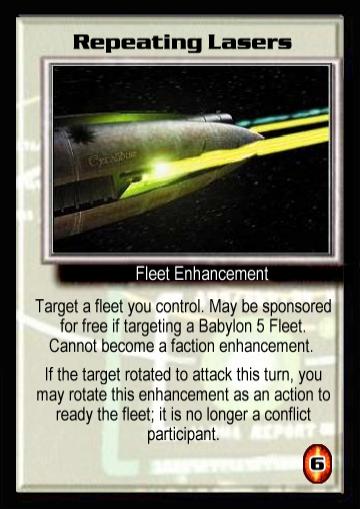 Repeating Lasers
Excalibur
Fleet Enhancement
Target a fleet you control. May be sponsored
for free if targeting a Babylon 5 Fleet.
Cannot become a faction enhancement.
If the target rotated to attack this turn, you
may rotate this enhancement as an action to
ready the fleet; it is no longer a conflict
participant.
6